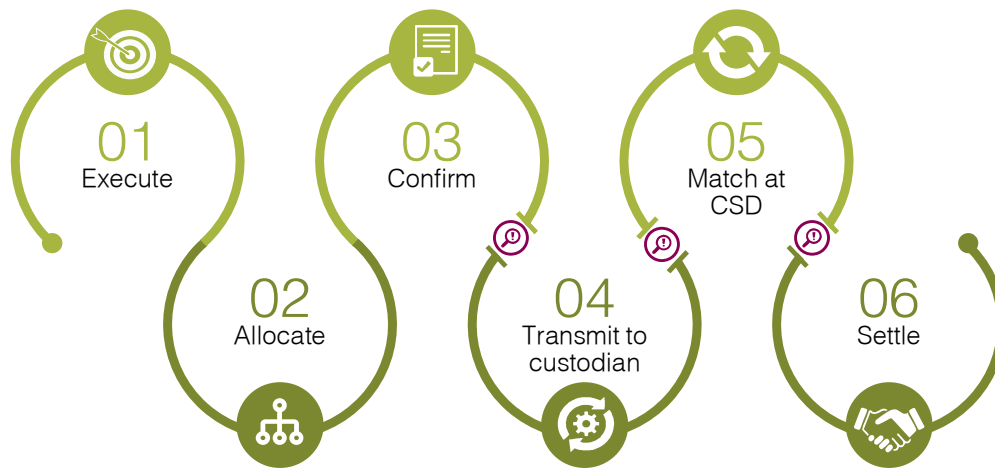 01
Execute
02
Allocate
03
Confirm
04
Transmit to
custodian
05
Match at
CSD
06
Settle